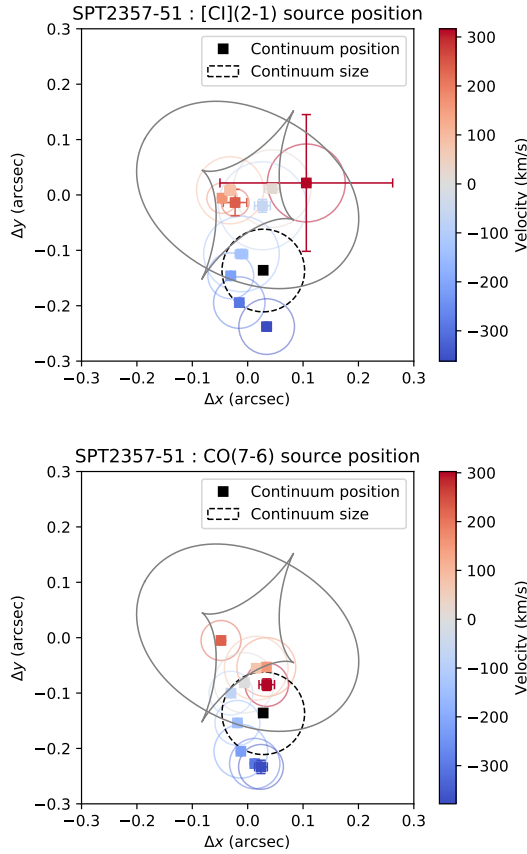 SPT2357-51 : [CI](2-1) source position
Continuum position
Continuum size
0.3
0.2
0.1
0.0
−0.1
−0.2
−0.3
Δy (arcsec)
−0.3 −0.2 −0.1 0.0 0.1 0.2 0.3
Δx (arcsec)
300
200
100
0
−100
−200
−300
Velocity (km/s)
SPT2357-51 : CO(7-6) source position
Continuum position
Continuum size
0.3
0.2
0.1
0.0
−0.1
−0.2
−0.3
Δy (arcsec)
−0.3 −0.2 −0.1 0.0 0.1 0.2 0.3
Δx (arcsec)
300
200
100
0
−100
−200
−300
Velocity (km/s)